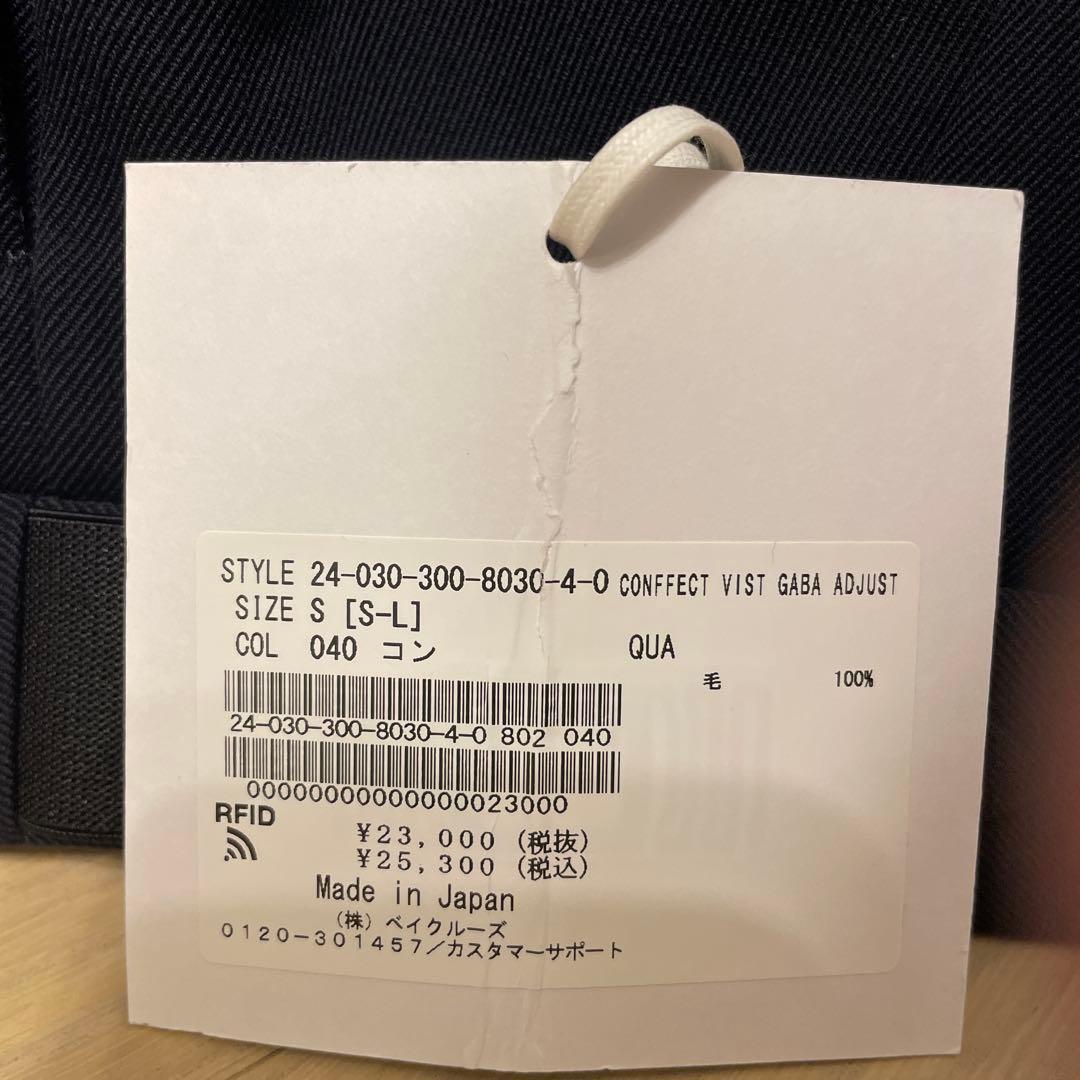 STYLE 24-030-300-8030-4-0 CONFFECT VIST GABA ADJUST
SIZE S [S-L]
COL 040 コン QUA
毛 100%
24-030-300-8030-4-0 802 040
00000000000000023000
RFID
¥23,000 (税抜)
¥25,300 (税込)
Made in Japan
(株) ベイクルーズ
0120-301457/カスタマーサポート